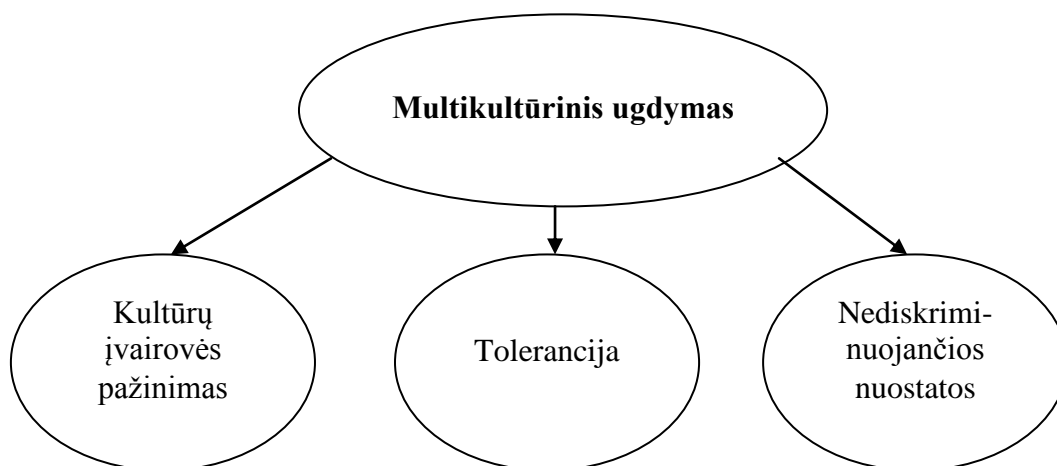 Multikultūrinis ugdymas
Kultūrų
įvairovės
pažinimas
Tolerancija
Nediskrimi-
nuojančios
nuostatos